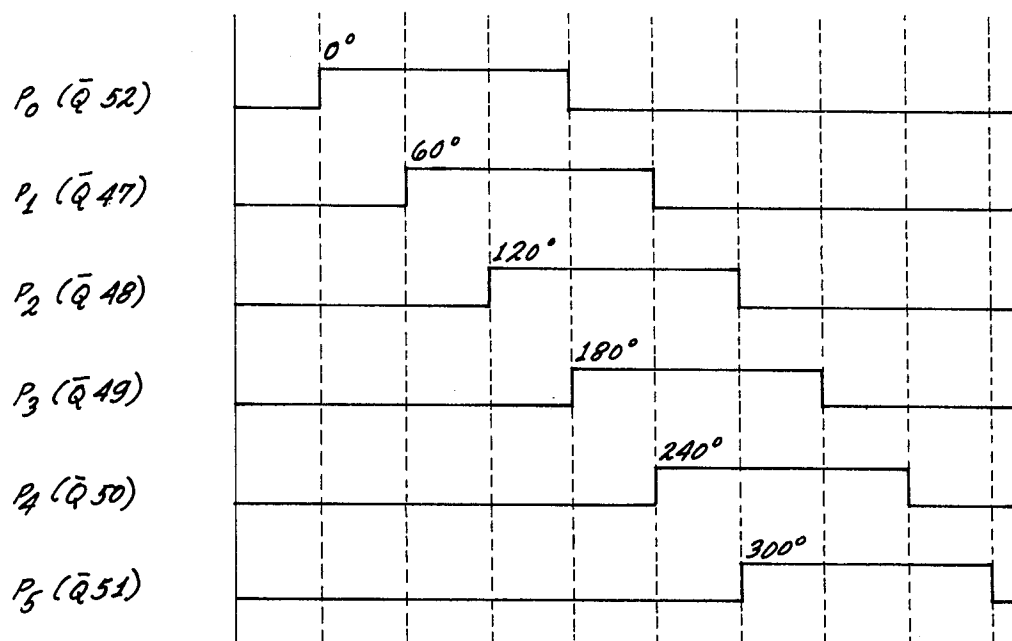 0°
P₀ (Q̄ 52)
60°
P₁ (Q̄ 47)
120°
P₂ (Q̄ 48)
180°
P₃ (Q̄ 49)
240°
P₄ (Q̄ 50)
300°
P₅ (Q̄ 51)